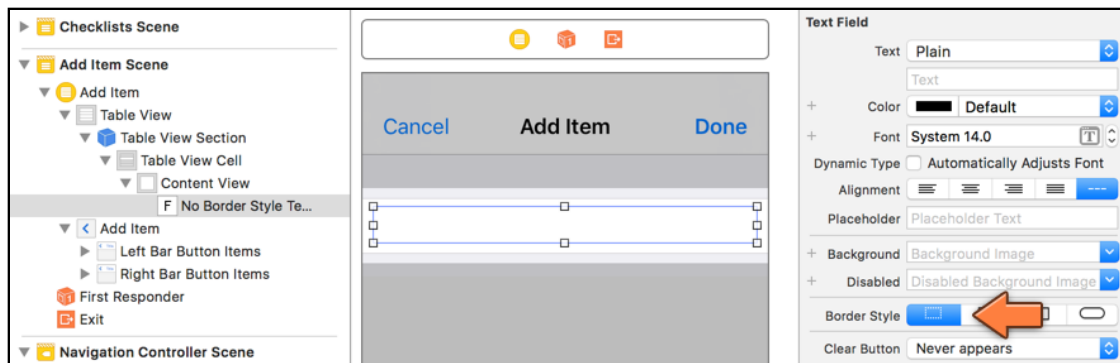 Checklists Scene
Add Item Scene
Add Item
Table View
Table View Section
Table View Cell
Content View
F No Border Style Te...
Add Item
Left Bar Button Items
Right Bar Button Items
First Responder
Exit
Navigation Controller Scene
Cancel Add Item Done
Text Field
Text Plain
Text
+ Color Default
+ Font System 14.0 T
Dynamic Type Automatically Adjusts Font
Alignment ---
Placeholder Placeholder Text
+ Background Background Image
+ Disabled Disabled Background Image
Border Style
Clear Button Never appears